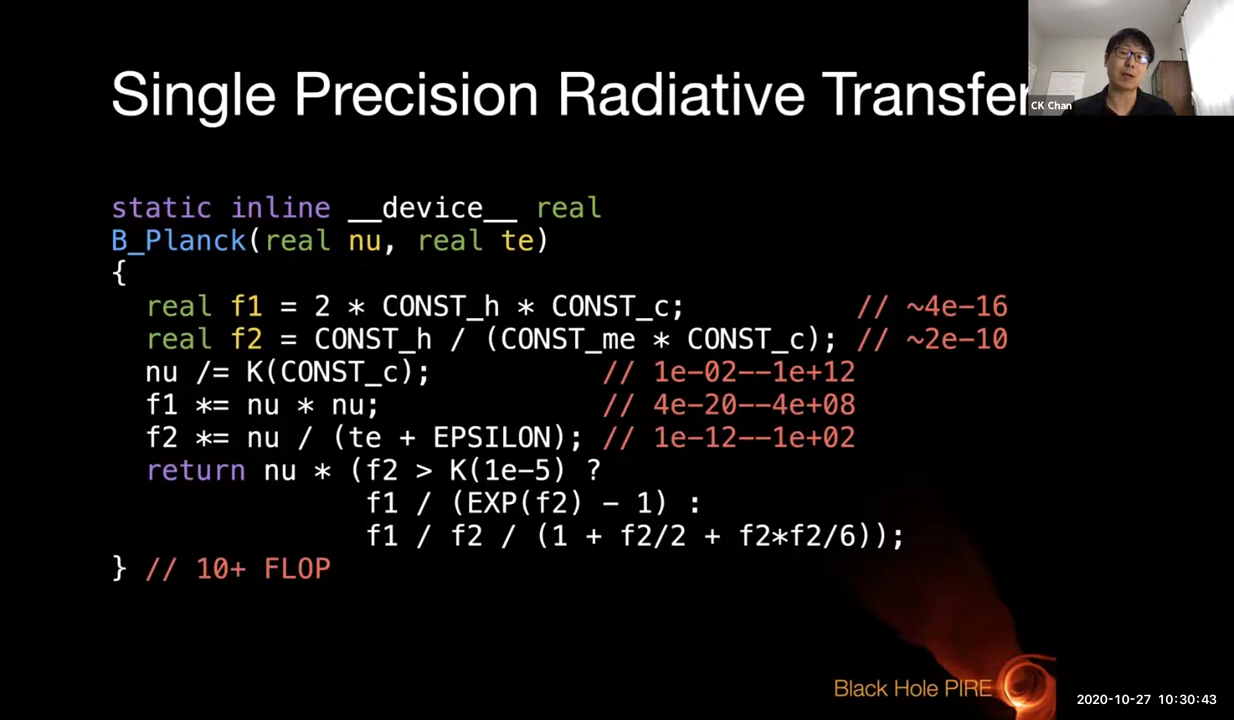 Single Precision Radiative Transfer
CK Chan
static inline __device__ real
B_Planck(real nu, real te)
{
  real f1 = 2 * CONST_h * CONST_c;          // ~4e-16
  real f2 = CONST_h / (CONST_me * CONST_c); // ~2e-10
  nu /= K(CONST_c);          // 1e-02--1e+12
  f1 *= nu * nu;             // 4e-20--4e+08
  f2 *= nu / (te + EPSILON); // 1e-12--1e+02
  return nu * (f2 > K(1e-5) ?
               f1 / (EXP(f2) - 1) :
               f1 / f2 / (1 + f2/2 + f2*f2/6));
} // 10+ FLOP
Black Hole PIRE
2020-10-27 10:30:43